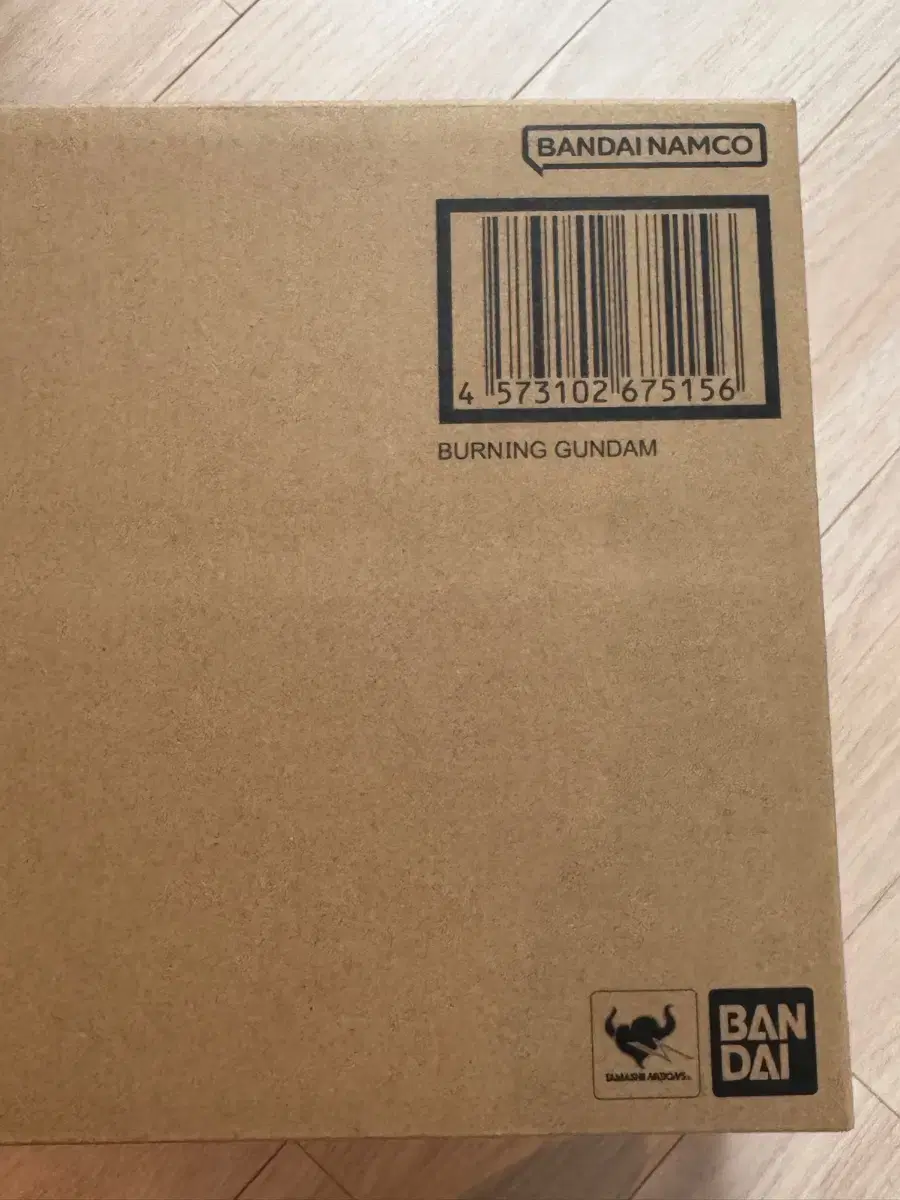 BANDAI NAMCO
4 573102 675156
BURNING GUNDAM
TAMASHII NATIONS
BAN
DAI